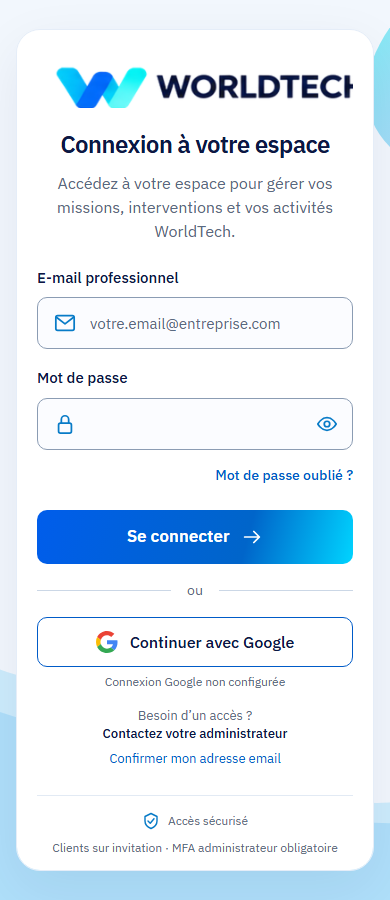 WORLDTECH
Connexion à votre espace
Accédez à votre espace pour gérer vos
missions, interventions et vos activités
WorldTech.
E-mail professionnel
votre.email@entreprise.com
Mot de passe
Mot de passe oublié ?
Se connecter
ou
Continuer avec Google
Connexion Google non configurée
Besoin d’un accès ?
Contactez votre administrateur
Confirmer mon adresse email
Accès sécurisé
Clients sur invitation · MFA administrateur obligatoire